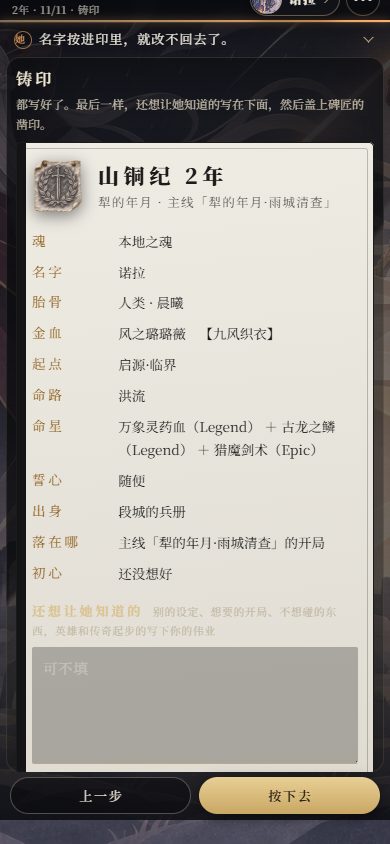 2年 · 11/11 · 铸印
诺拉
她 名字按进印里，就改不回去了。
铸印
都写好了。最后一样，还想让她知道的写在下面，然后盖上碑匠的
凿印。
山铜纪 2年
犁的年月 · 主线「犁的年月·雨城清查」
魂 本地之魂
名字 诺拉
胎骨 人类 · 晨曦
金血 风之璐璐薇 【九风织衣】
起点 启源·临界
命路 洪流
命星 万象灵药血（Legend） ＋ 古龙之鳞
（Legend） ＋ 猎魔剑术（Epic）
誓心 随便
出身 段城的兵册
落在哪 主线「犁的年月·雨城清查」的开局
初心 还没想好
还想让她知道的 别的设定、想要的开局、不想碰的东
西，英雄和传奇起步的写下你的伟业
可不填
上一步 按下去